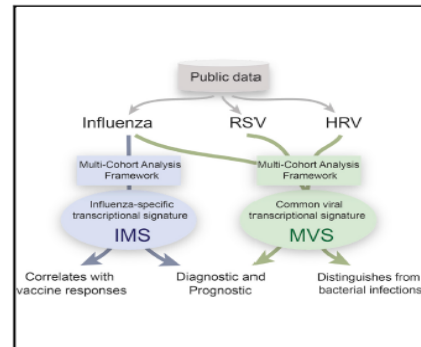 Public data
Influenza
RSV
HRV
Multi-Cohort Analysis
Framework
Multi-Cohort Analysis
Framework
Influenza-specific
transcriptional signature
IMS
Common viral
transcriptional signature
MVS
Correlates with
vaccine responses
Diagnostic and
Prognostic
Distinguishes from
bacterial infections